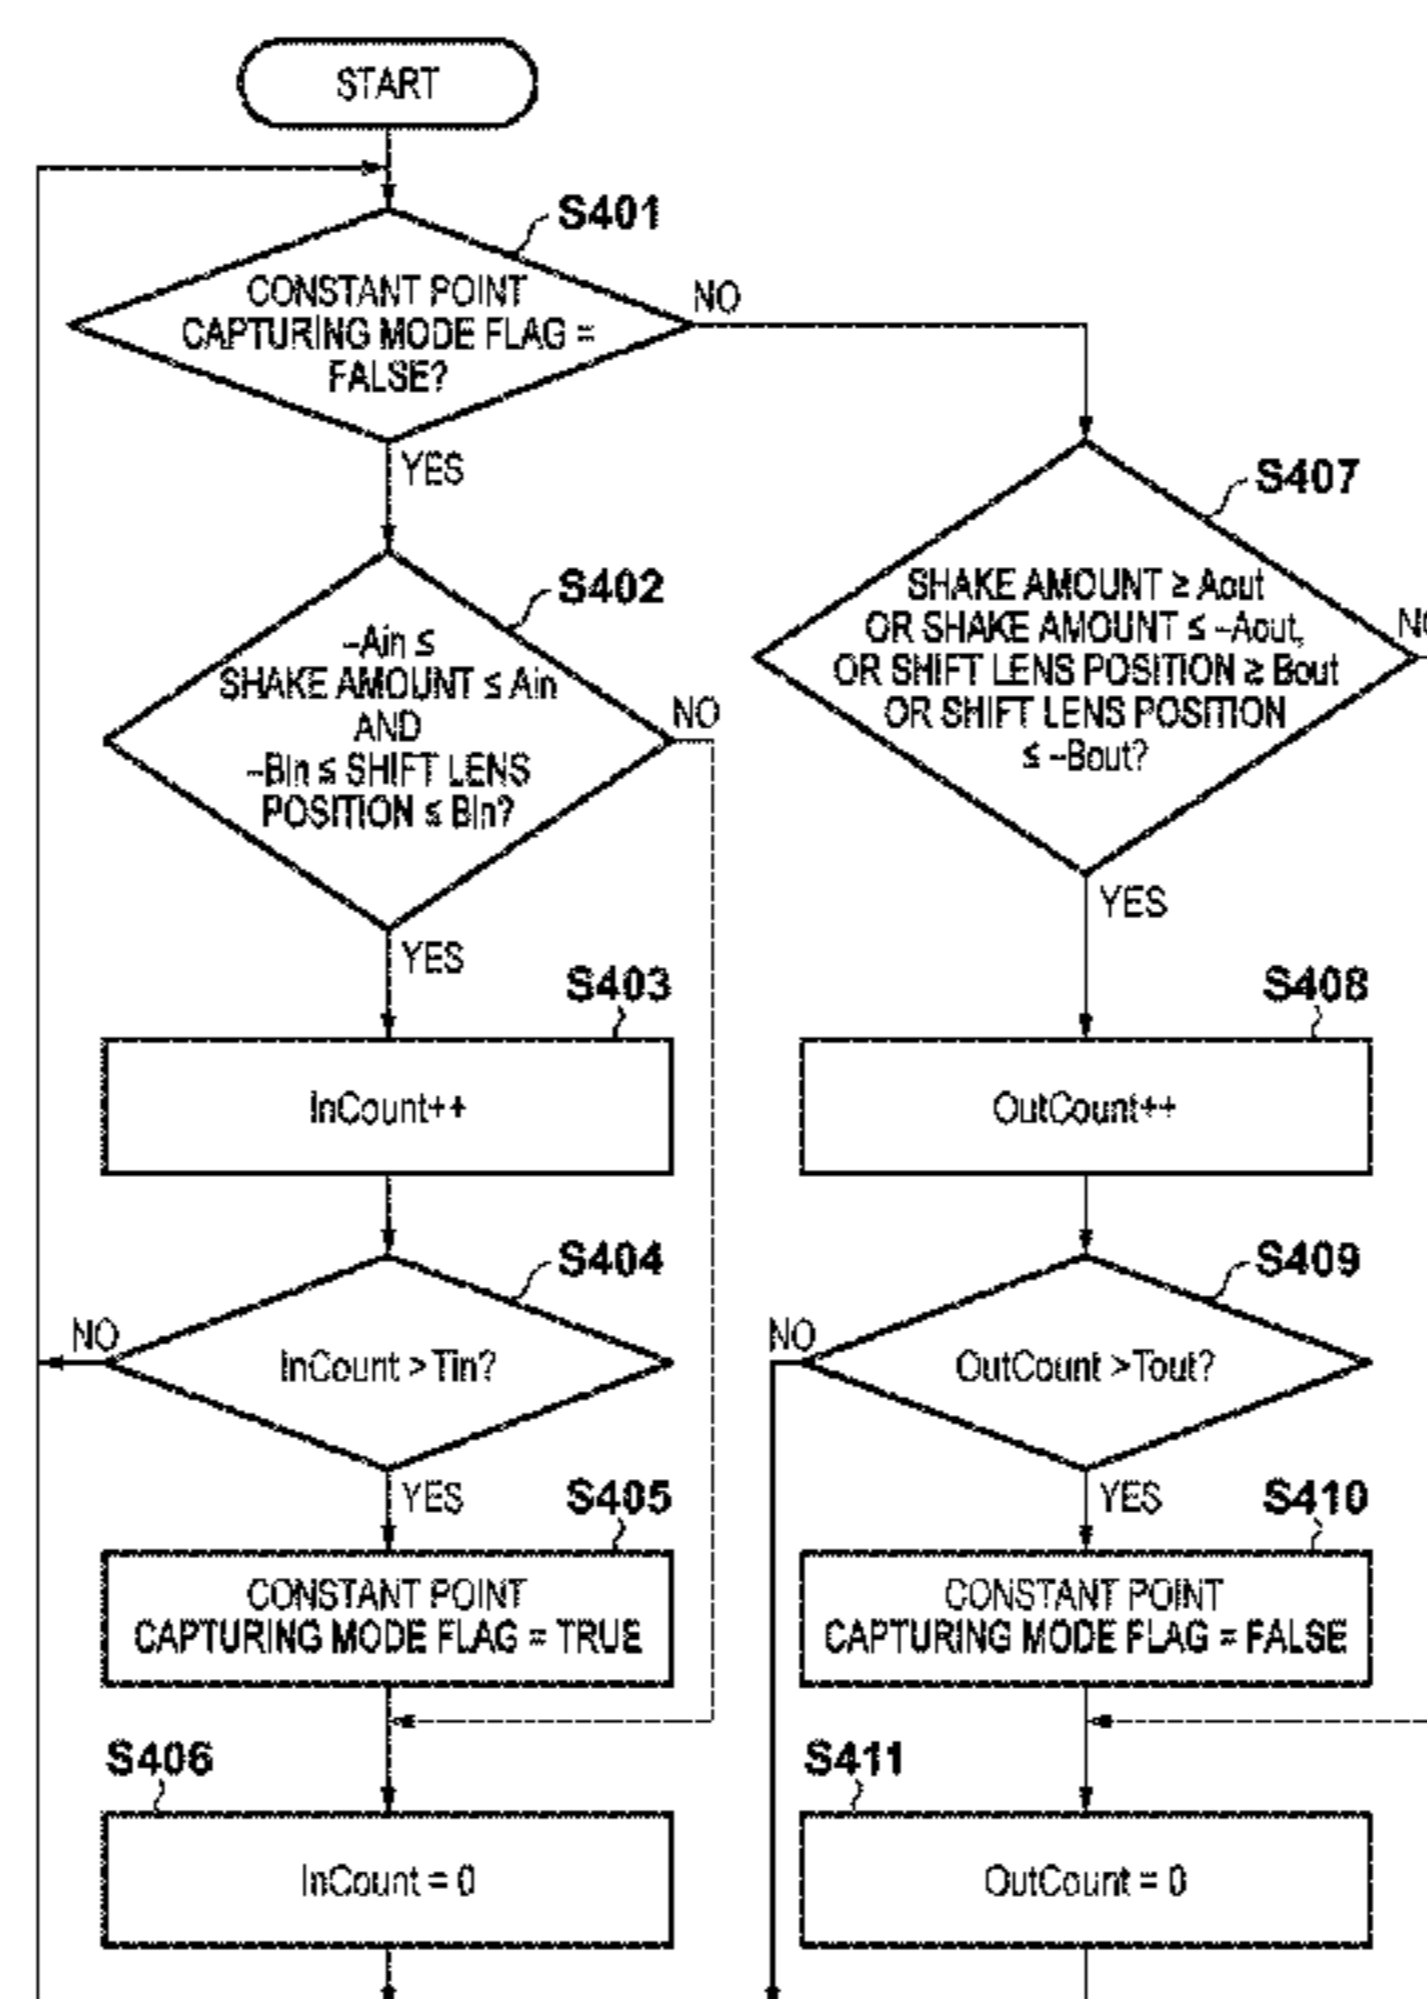 START
S401
CONSTANT POINT
CAPTURING MODE FLAG =
FALSE?
NO
YES
S402
–Ain ≤
SHAKE AMOUNT ≤ Ain
AND
–Bin ≤ SHIFT LENS
POSITION ≤ Bin?
NO
YES
S403
InCount++
S404
NO
InCount > Tin?
YES
S405
CONSTANT POINT
CAPTURING MODE FLAG = TRUE
S406
InCount = 0
S407
SHAKE AMOUNT ≥ Aout
OR SHAKE AMOUNT ≤ –Aout,
OR SHIFT LENS POSITION ≥ Bout
OR SHIFT LENS POSITION
≤ –Bout?
NO
YES
S408
OutCount++
S409
NO
OutCount > Tout?
YES
S410
CONSTANT POINT
CAPTURING MODE FLAG = FALSE
S411
OutCount = 0